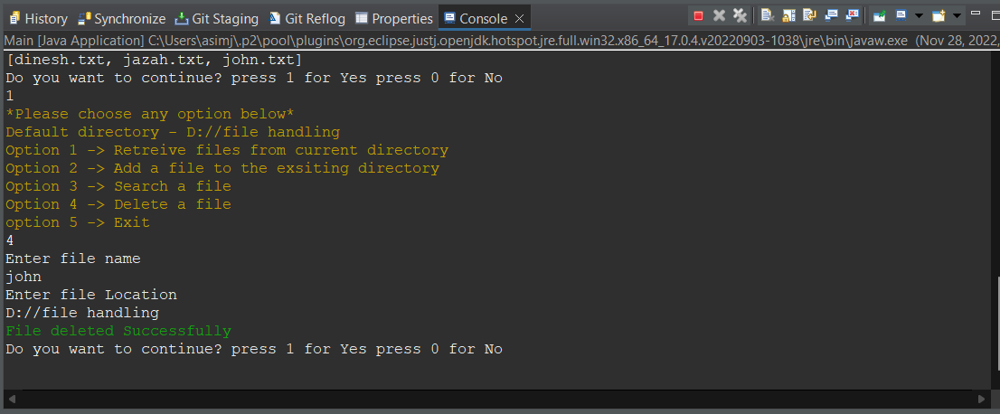 History Synchronize Git Staging Git Reflog Properties Console
Main [Java Application] C:\Users\asimj\.p2\pool\plugins\org.eclipse.justj.openjdk.hotspot.jre.full.win32.x86_64_17.0.4.v20220903-1038\jre\bin\javaw.exe (Nov 28, 2022,
[dinesh.txt, jazah.txt, john.txt]
Do you want to continue? press 1 for Yes press 0 for No
1
*Please choose any option below*
Default directory - D://file handling
Option 1 -> Retreive files from current directory
Option 2 -> Add a file to the exsiting directory
Option 3 -> Search a file
Option 4 -> Delete a file
option 5 -> Exit
4
Enter file name
john
Enter file Location
D://file handling
File deleted Successfully
Do you want to continue? press 1 for Yes press 0 for No